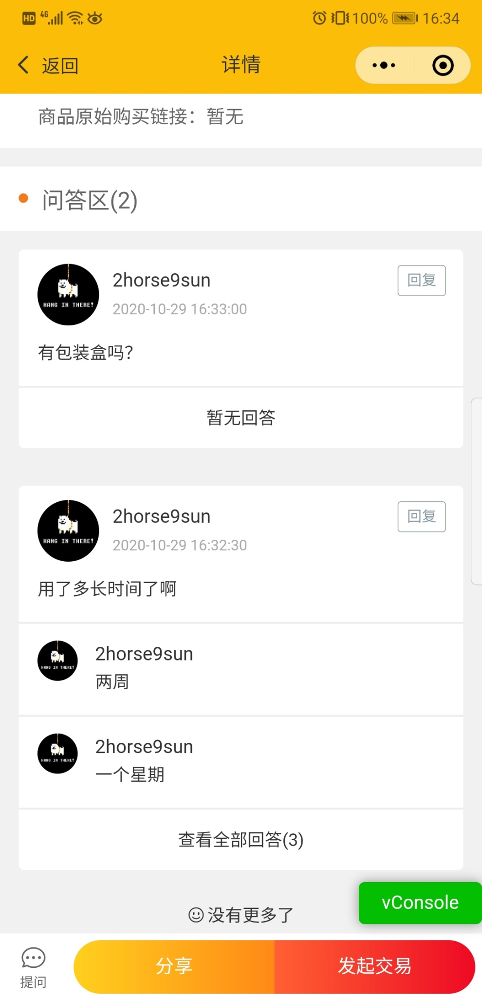 HD 4G 100% 16:34
返回 详情
商品原始购买链接：暂无
问答区(2)
HANG IN THERE!
2horse9sun
回复
2020-10-29 16:33:00
有包装盒吗？
暂无回答
HANG IN THERE!
2horse9sun
回复
2020-10-29 16:32:30
用了多长时间了啊
HANG IN THERE!
2horse9sun
两周
HANG IN THERE!
2horse9sun
一个星期
查看全部回答(3)
没有更多了
vConsole
提问
分享
发起交易